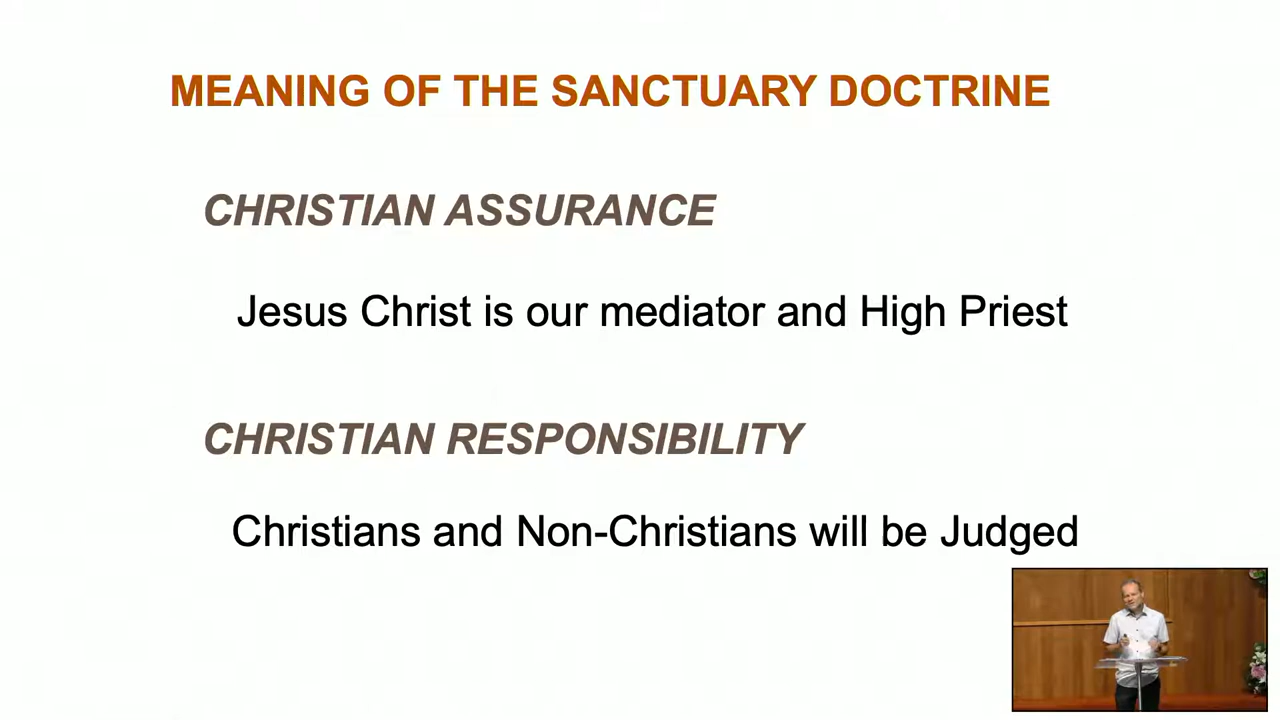 MEANING OF THE SANCTUARY DOCTRINE
CHRISTIAN ASSURANCE
Jesus Christ is our mediator and High Priest
CHRISTIAN RESPONSIBILITY
Christians and Non-Christians will be Judged